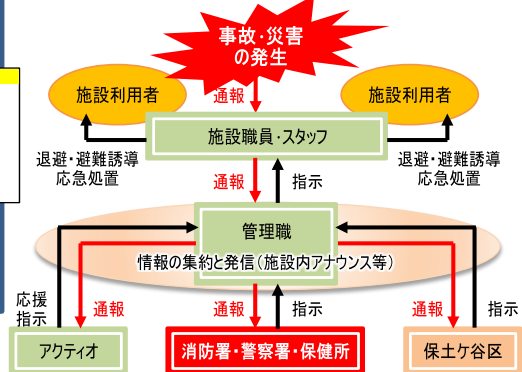 事故・災害
の発生
通報
施設利用者
施設利用者
施設職員・スタッフ
退避・避難誘導
応急処置
退避・避難誘導
応急処置
通報
指示
管理職
情報の集約と発信(施設内アナウンス等)
応援
指示
通報
通報
指示
通報
指示
アクティオ
消防署・警察署・保健所
保土ケ谷区